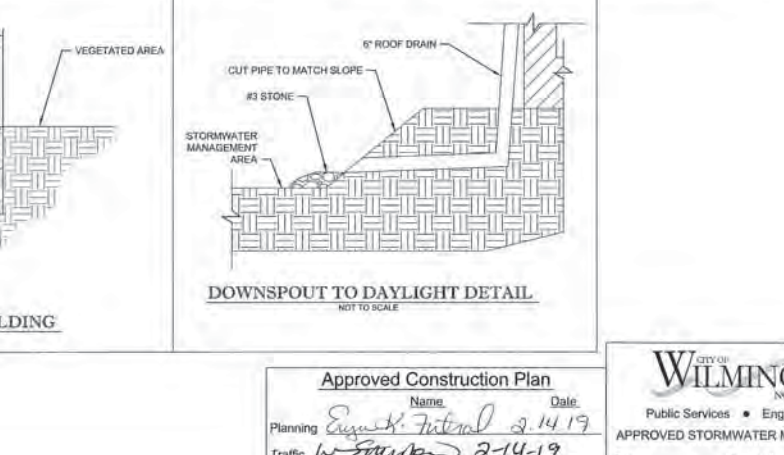 VEGETATED AREA
6" ROOF DRAIN
CUT PIPE TO MATCH SLOPE
#3 STONE
STORMWATER
MANAGEMENT
AREA
DOWNSPOUT TO DAYLIGHT DETAIL
NOT TO SCALE
LDING
Approved Construction Plan
Name Date
Planning 2-14-19
Traffic 2-14-19
CITY OF
WILMING
Public Services • Eng
APPROVED STORMWATER M